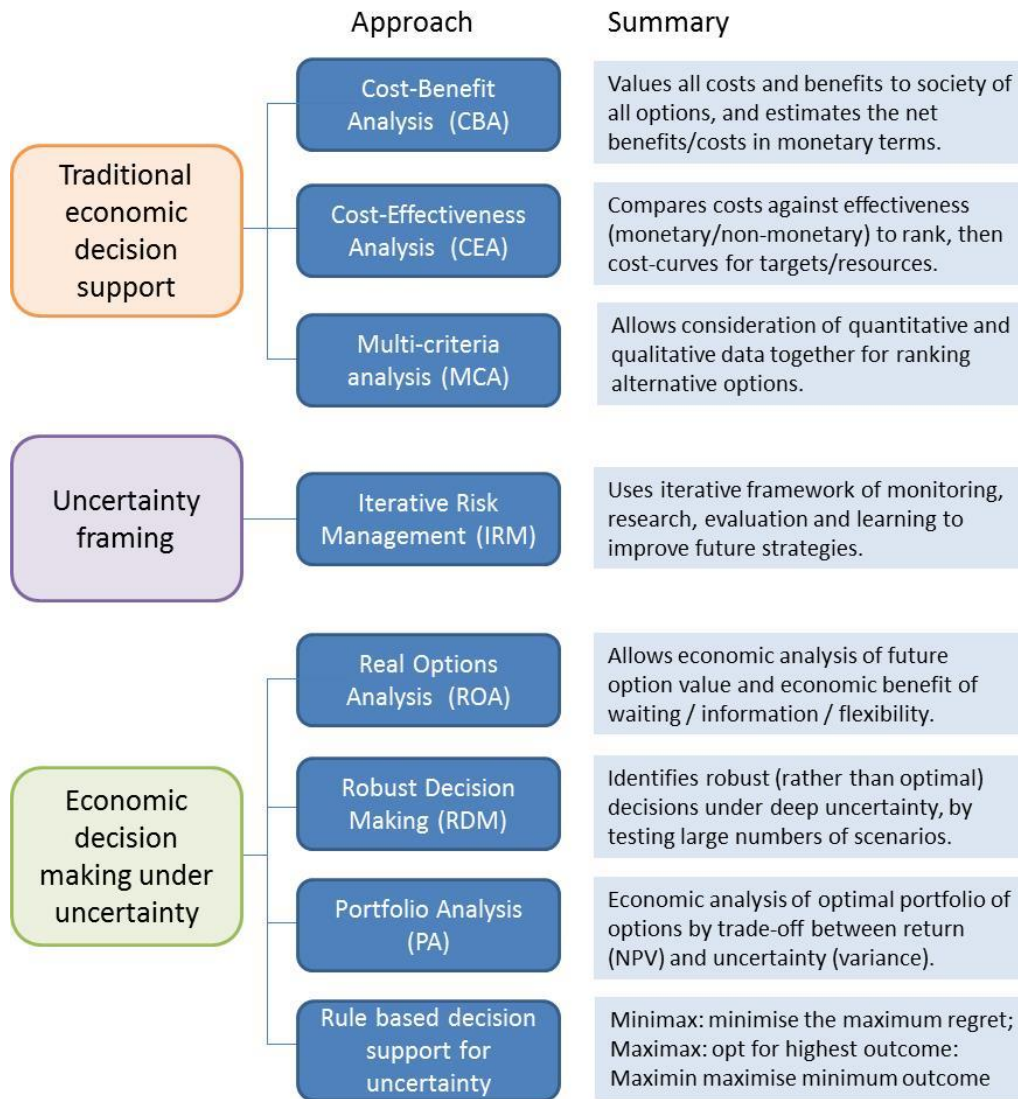 Approach
Summary
Traditional
economic
decision
support
Cost-Benefit
Analysis (CBA)
Values all costs and benefits to society of
all options, and estimates the net
benefits/costs in monetary terms.
Cost-Effectiveness
Analysis (CEA)
Compares costs against effectiveness
(monetary/non-monetary) to rank, then
cost-curves for targets/resources.
Multi-criteria
analysis (MCA)
Allows consideration of quantitative and
qualitative data together for ranking
alternative options.
Uncertainty
framing
Iterative Risk
Management (IRM)
Uses iterative framework of monitoring,
research, evaluation and learning to
improve future strategies.
Economic
decision
making under
uncertainty
Real Options
Analysis (ROA)
Allows economic analysis of future
option value and economic benefit of
waiting / information / flexibility.
Robust Decision
Making (RDM)
Identifies robust (rather than optimal)
decisions under deep uncertainty, by
testing large numbers of scenarios.
Portfolio Analysis
(PA)
Economic analysis of optimal portfolio of
options by trade-off between return
(NPV) and uncertainty (variance).
Rule based decision
support for
uncertainty
Minimax: minimise the maximum regret;
Maximax: opt for highest outcome:
Maximin maximise minimum outcome